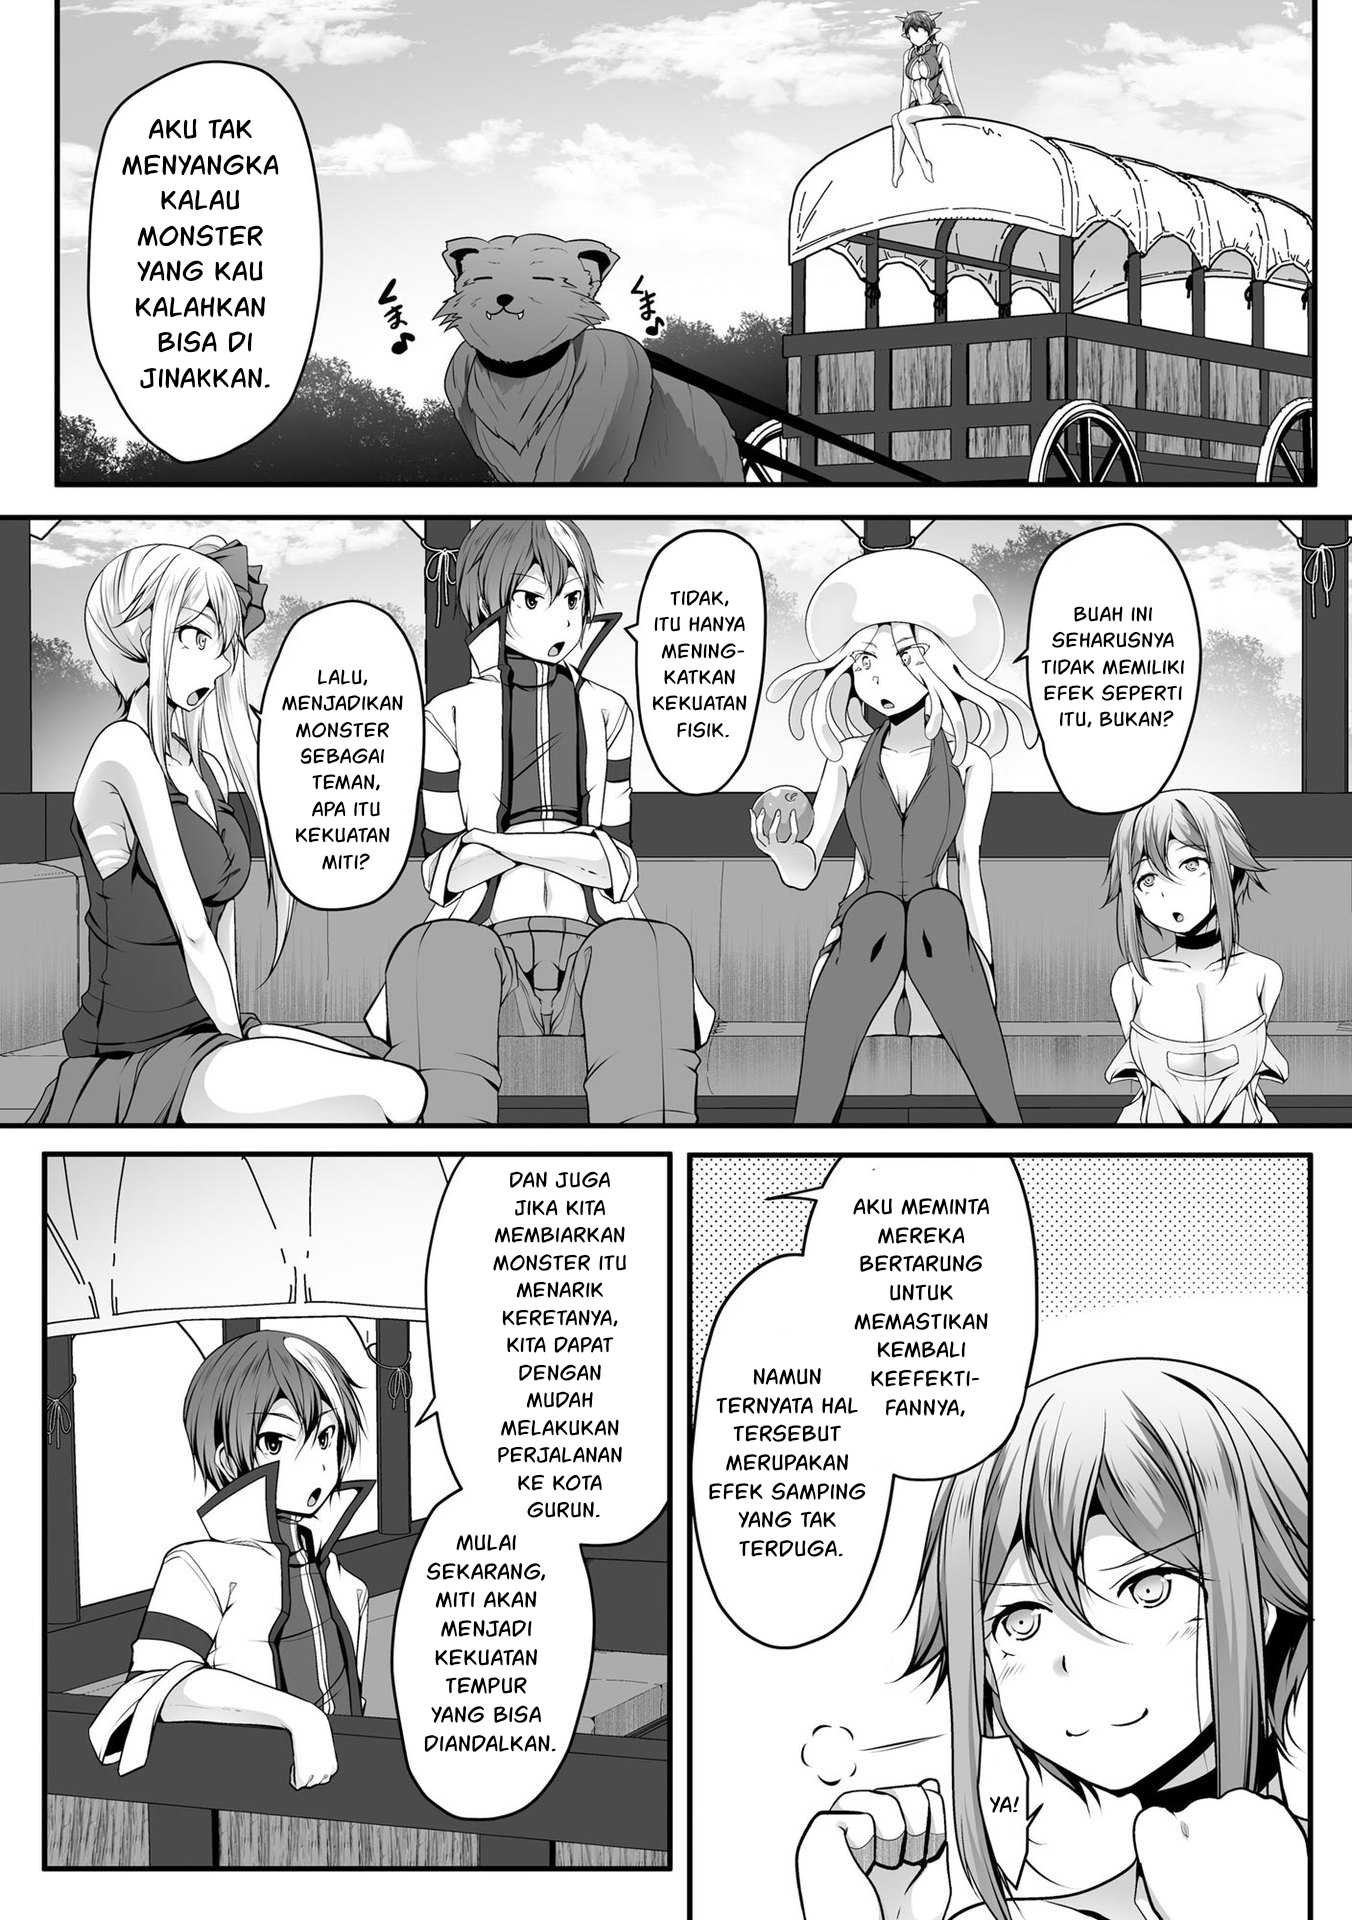 AKU TAK
MENYANGKA
KALAU
MONSTER
YANG KAU
KALAHKAN
BISA DI
JINAKKAN.
くま♪
くま♪
BUAH INI
SEHARUSNYA
TIDAK MEMILIKI
EFEK SEPERTI
ITU, BUKAN?
TIDAK,
ITU HANYA
MENING-
KATKAN
KEKUATAN
FISIK.
LALU,
MENJADIKAN
MONSTER
SEBAGAI
TEMAN,
APA ITU
KEKUATAN
MITI?
AKU MEMINTA
MEREKA
BERTARUNG
UNTUK
MEMASTIKAN
KEMBALI
KEEFEKTI-
FANNYA,
NAMUN
TERNYATA HAL
TERSEBUT
MERUPAKAN
EFEK SAMPING
YANG TAK
TERDUGA.
YA!
DAN JUGA
JIKA KITA
MEMBIARKAN
MONSTER ITU
MENARIK
KERETANYA,
KITA DAPAT
DENGAN
MUDAH
MELAKUKAN
PERJALANAN
KE KOTA
GURUN.
MULAI
SEKARANG,
MITI AKAN
MENJADI
KEKUATAN
TEMPUR
YANG BISA
DIANDALKAN.